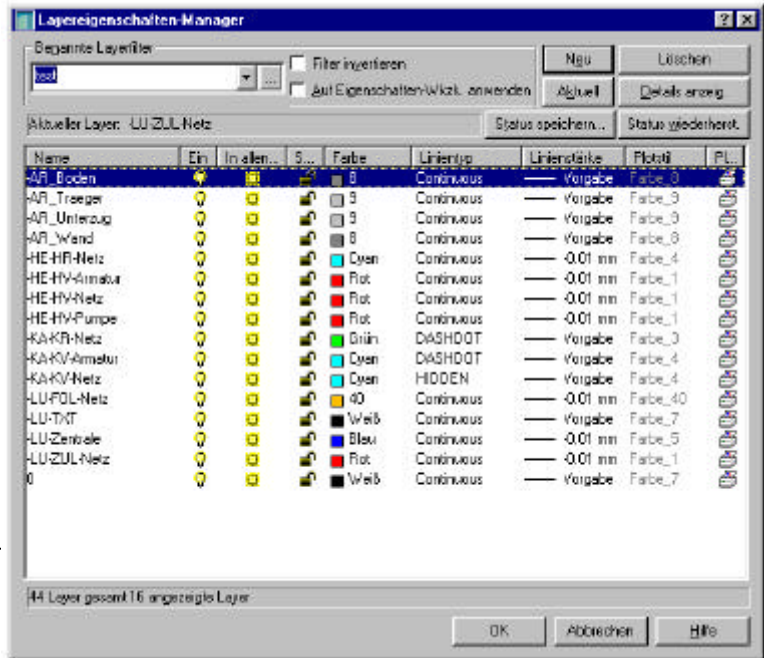 Layereigenschaften-Manager
Benannte Layerfilter
test
...
Filter invertieren
Auf Eigenschaften-Wkzk. anwenden
Neu
Löschen
Aktuell
Details anzeig.
Aktueller Layer: -LU-ZUL-Netz
Status speichern...
Status wiederherst.
Name Ein In allen... S... Farbe Linientyp Linienstärke Plotstil Pl...
-AR_Boden 8 Continuous Vorgabe Farbe_8
-AR_Traeger 9 Continuous Vorgabe Farbe_9
-AR_Unterzug 9 Continuous Vorgabe Farbe_9
-AR_Wand 8 Continuous Vorgabe Farbe_8
-HE-HR-Netz Cyan Continuous -0.01 mm Farbe_4
-HE-HV-Armatur Rot Continuous -0.01 mm Farbe_1
-HE-HV-Netz Rot Continuous -0.01 mm Farbe_1
-HE-HV-Pumpe Rot Continuous -0.01 mm Farbe_1
-KA-KR-Netz Grün DASHDOT Vorgabe Farbe_3
-KA-KV-Armatur Cyan DASHDOT Vorgabe Farbe_4
-KA-KV-Netz Cyan HIDDEN Vorgabe Farbe_4
-LU-FOL-Netz 40 Continuous -0.01 mm Farbe_40
-LU-TXT Weiß Continuous Vorgabe Farbe_7
-LU-Zentrale Blau Continuous -0.01 mm Farbe_5
-LU-ZUL-Netz Rot Continuous -0.01 mm Farbe_1
0 Weiß Continuous Vorgabe Farbe_7
44 Layer gesamt 16 angezeigte Layer
OK
Abbrechen
Hilfe